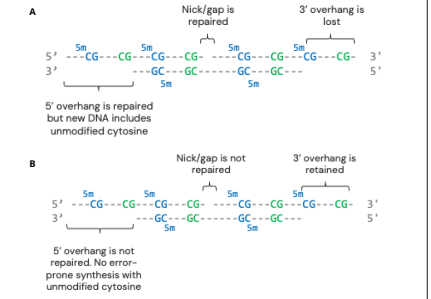 A
Nick/gap is
repaired
3' overhang is
lost
5m 5m 5m 5m
5' ---CG---CG---CG---CG- ---CG---CG---CG---CG- 3'
3' ---GC---GC-------GC---GC--- 5'
5m 5m
5' overhang is repaired
but new DNA includes
unmodified cytosine
B
Nick/gap is not
repaired
3' overhang is
retained
5m 5m 5m 5m
5' ---CG---CG---CG---CG- ---CG---CG---CG---CG- 3'
3' ---GC---GC-------GC---GC--- 5'
5m 5m
5' overhang is not
repaired. No error-
prone synthesis with
unmodified cytosine